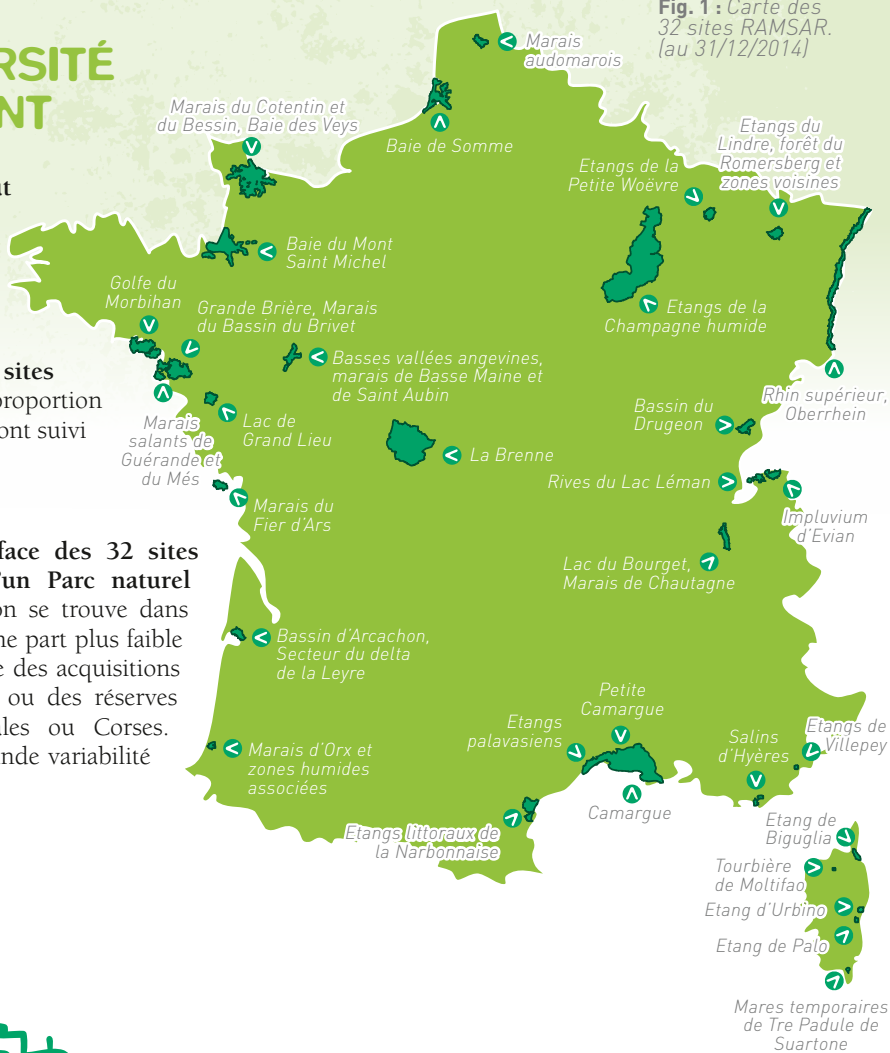 RSITÉ
NT
Fig. 1 : Carte des
32 sites RAMSAR.
(au 31/12/2014)
Marais
audomarois
Marais du Cotentin et
du Bessin, Baie des Veys
Baie de Somme
Etangs du
Lindre, forêt du
Romersberg et
zones voisines
Etangs de la
Petite Woëvre
Baie du Mont
Saint Michel
Golfe du
Morbihan
Grande Brière, Marais
du Bassin du Brivet
Etangs de la
Champagne humide
sites
proportion
ont suivi
Basses vallées angevines,
marais de Basse Maine et
de Saint Aubin
Rhin supérieur,
Oberrhein
Bassin du
Drugeon
Marais
salants de
Guérande et
du Més
Lac de
Grand Lieu
La Brenne
Rives du Lac Léman
Marais du
Fier d'Ars
Impluvium
d'Evian
Lac du Bourget,
Marais de Chautagne
face des 32 sites
'un Parc naturel
on se trouve dans
ne part plus faible
e des acquisitions
ou des réserves
les ou Corses.
nde variabilité
Bassin d'Arcachon,
Secteur du delta
de la Leyre
Petite
Camargue
Etangs
palavasiens
Salins
d'Hyères
Etangs de
Villepey
Marais d'Orx et
zones humides
associées
Camargue
Etangs littoraux de
la Narbonnaise
Etang de
Biguglia
Tourbière
de Moltifao
Etang d'Urbino
Etang de Palo
Mares temporaires
de Tre Padule de
Suartone